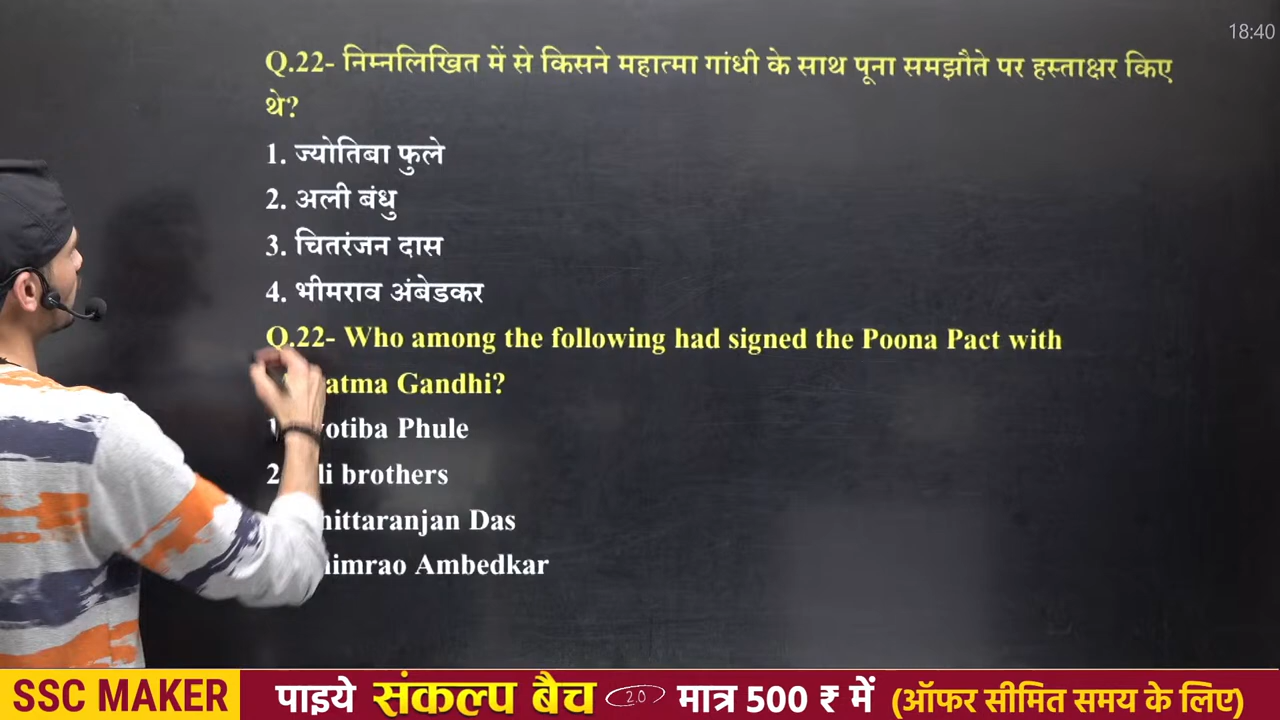 18:40
Q.22- निम्नलिखित में से किसने महात्मा गांधी के साथ पूना समझौते पर हस्ताक्षर किए
थे?
1. ज्योतिबा फुले
2. अली बंधु
3. चितरंजन दास
4. भीमराव अंबेडकर
Q.22- Who among the following had signed the Poona Pact with
atma Gandhi?
yotiba Phule
2 li brothers
hittaranjan Das
imrao Ambedkar
SSC MAKER पाइये संकल्प बैच 2.0 मात्र 500 ₹ में (ऑफर सीमित समय के लिए)